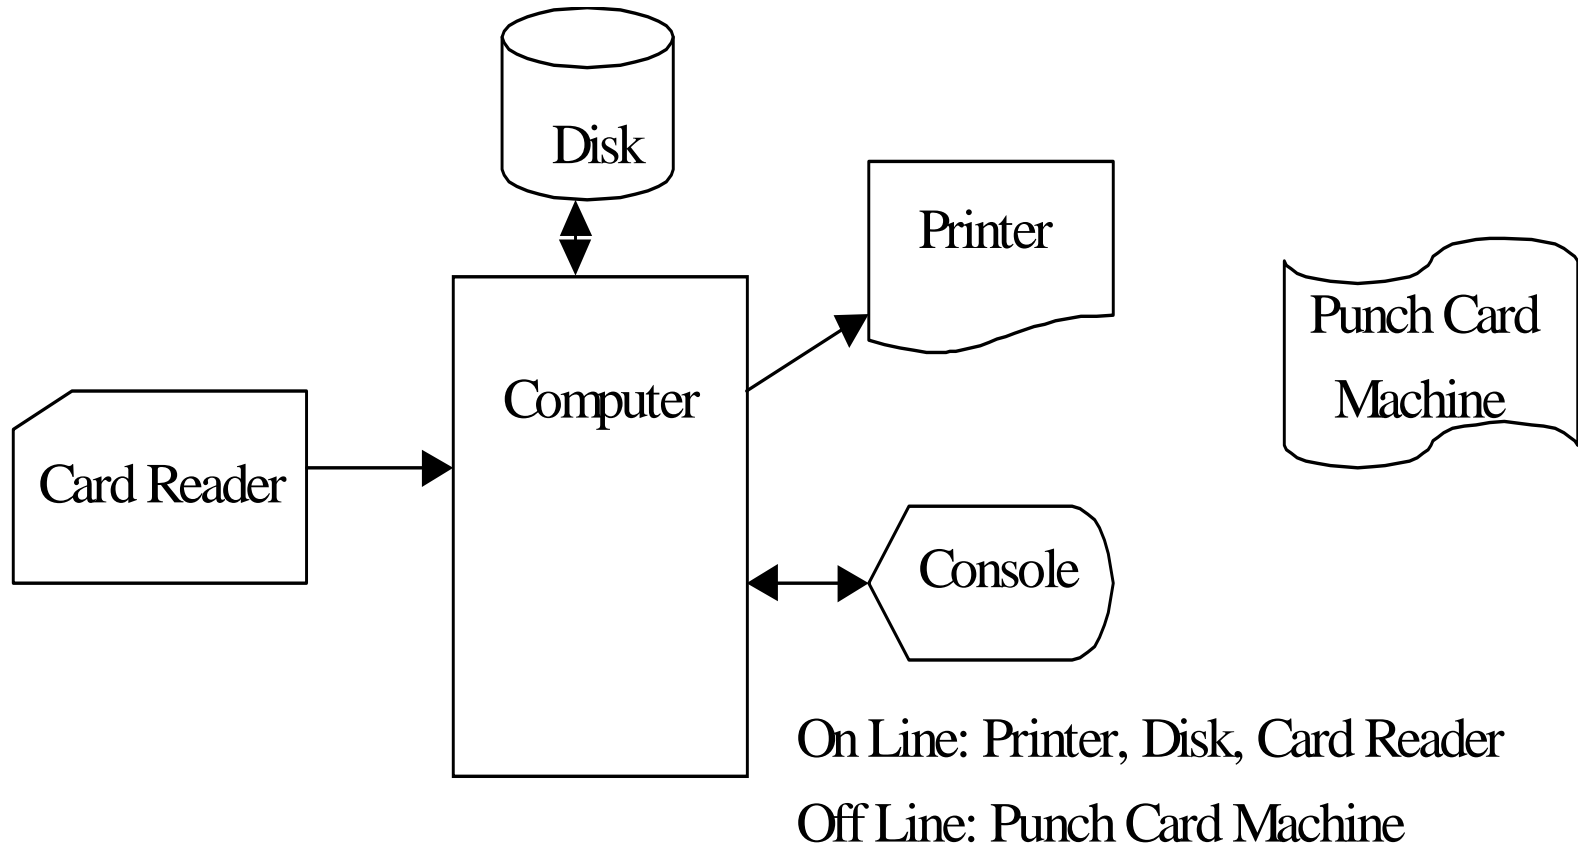 Disk
Printer
Punch Card
Machine
Computer
Card Reader
Console
On Line: Printer, Disk, Card Reader
Off Line: Punch Card Machine